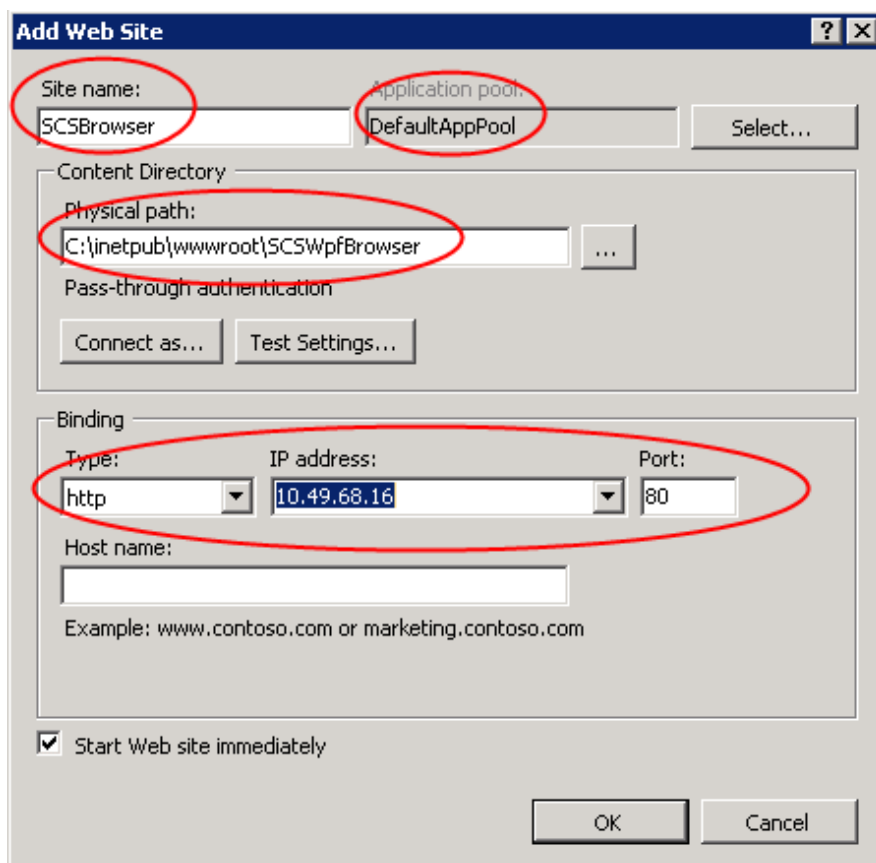 Add Web Site
Site name:
Application pool:
SCSBrowser
DefaultAppPool
Select...
Content Directory
Physical path:
C:\inetpub\wwwroot\SCSWpfBrowser
...
Pass-through authentication
Connect as...
Test Settings...
Binding
Type:
IP address:
Port:
http
10.49.68.16
80
Host name:
Example: www.contoso.com or marketing.contoso.com
Start Web site immediately
OK
Cancel